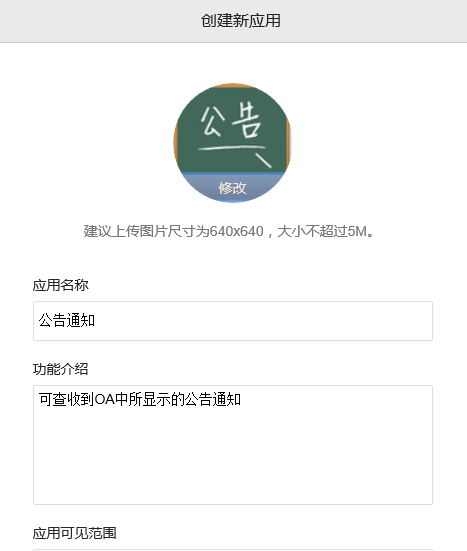 创建新应用
公告
修改
建议上传图片尺寸为640x640，大小不超过5M。
应用名称
公告通知
功能介绍
可查收到OA中所显示的公告通知
应用可见范围